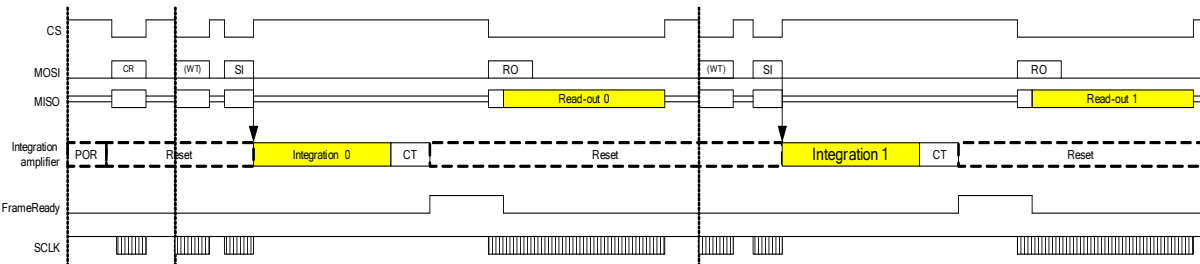 CS
MOSI CR (WT) SI RO (WT) SI RO
MISO Read-out 0 Read-out 1
Integration
amplifier POR Reset Integration 0 CT Reset Integration 1 CT Reset
FrameReady
SCLK